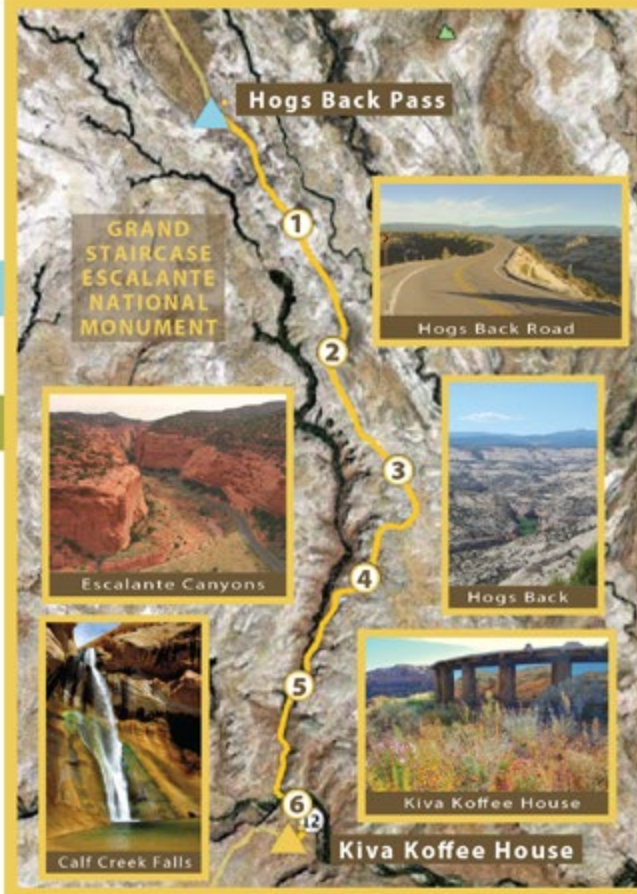 Hogs Back Pass
1
GRAND
STAIRCASE
ESCALANTE
NATIONAL
MONUMENT
Hogs Back Road
2
3
Escalante Canyons
Hogs Back
4
5
Kiva Koffee House
6
12
Kiva Koffee House
Calf Creek Falls